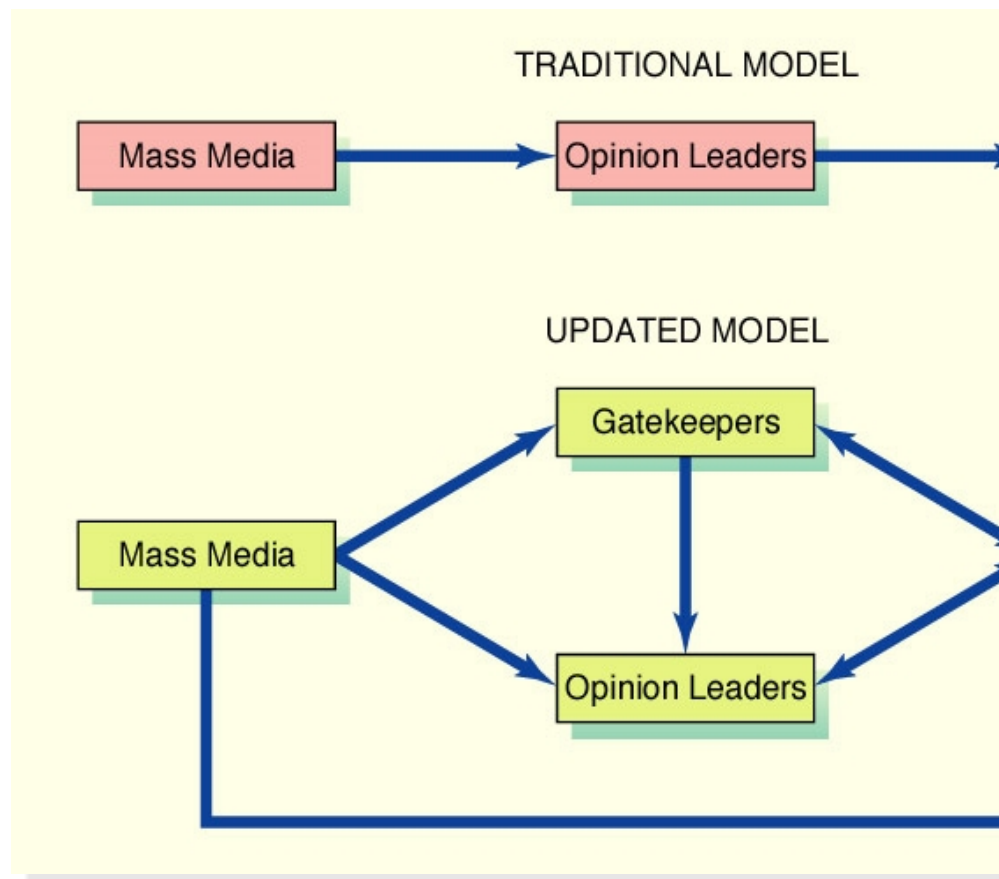 TRADITIONAL MODEL
Mass Media
Opinion Leaders
UPDATED MODEL
Gatekeepers
Mass Media
Opinion Leaders